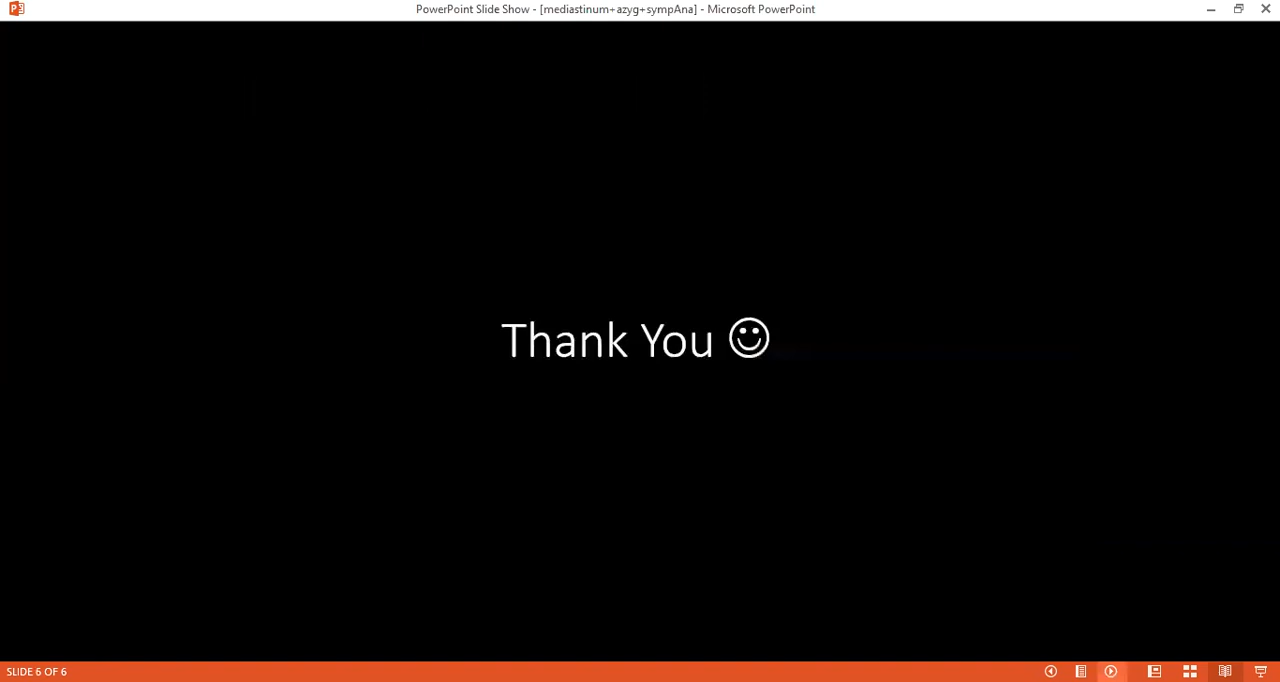 PowerPoint Slide Show - [mediastinum+azyg+sympAna] - Microsoft PowerPoint
Thank You ☺
SLIDE 6 OF 6